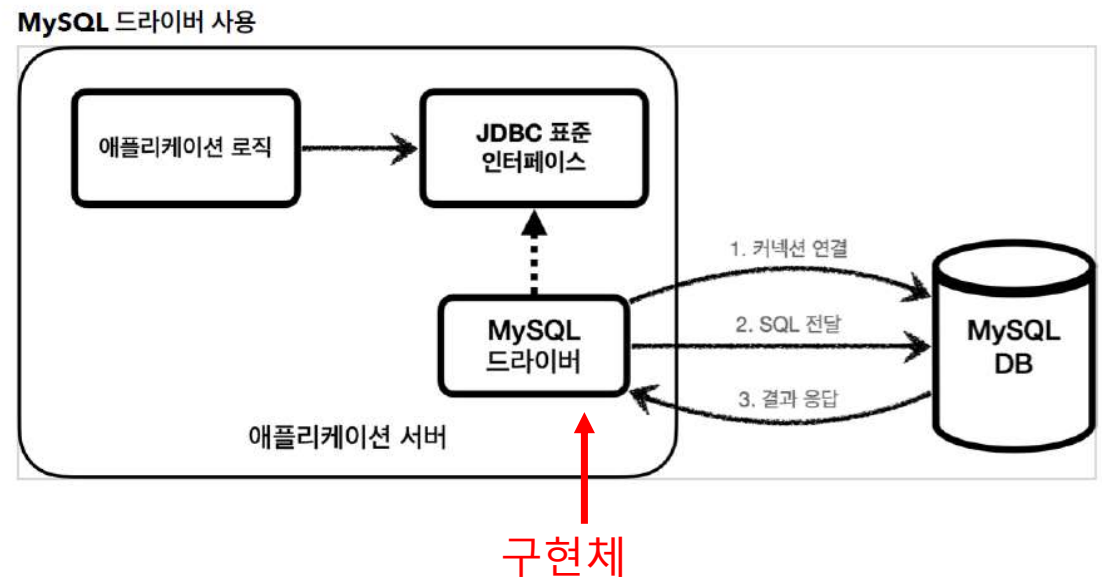 MySQL 드라이버 사용
애플리케이션 로직
JDBC 표준
인터페이스
1. 커넥션 연결
MySQL
드라이버
2. SQL 전달
MySQL
DB
3. 결과 응답
애플리케이션 서버
구현체